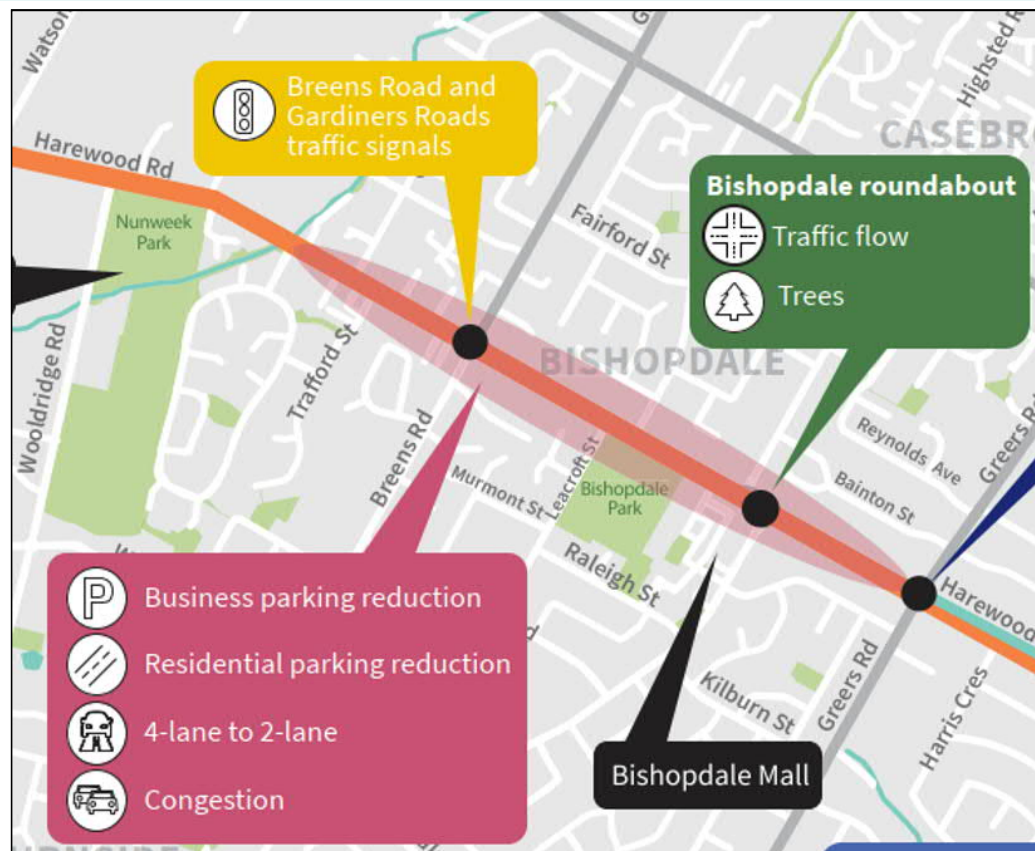 Watson
G
Highsted R
CASEBR
Breens Road and
Gardiners Roads
traffic signals
Harewood Rd
Nunweek
Park
Fairford St
Bishopdale roundabout
Traffic flow
Trees
BISHOPDALE
Wooldridge Rd
Trafford St
Breens Rd
Murmont St
Leacroft St
Bishopdale
Park
Reynolds Ave
Greers Rd
Bainton St
Raleigh St
Harewood
Business parking reduction
Residential parking reduction
4-lane to 2-lane
Congestion
Kilburn St
Greers Rd
Harris Cres
Bishopdale Mall